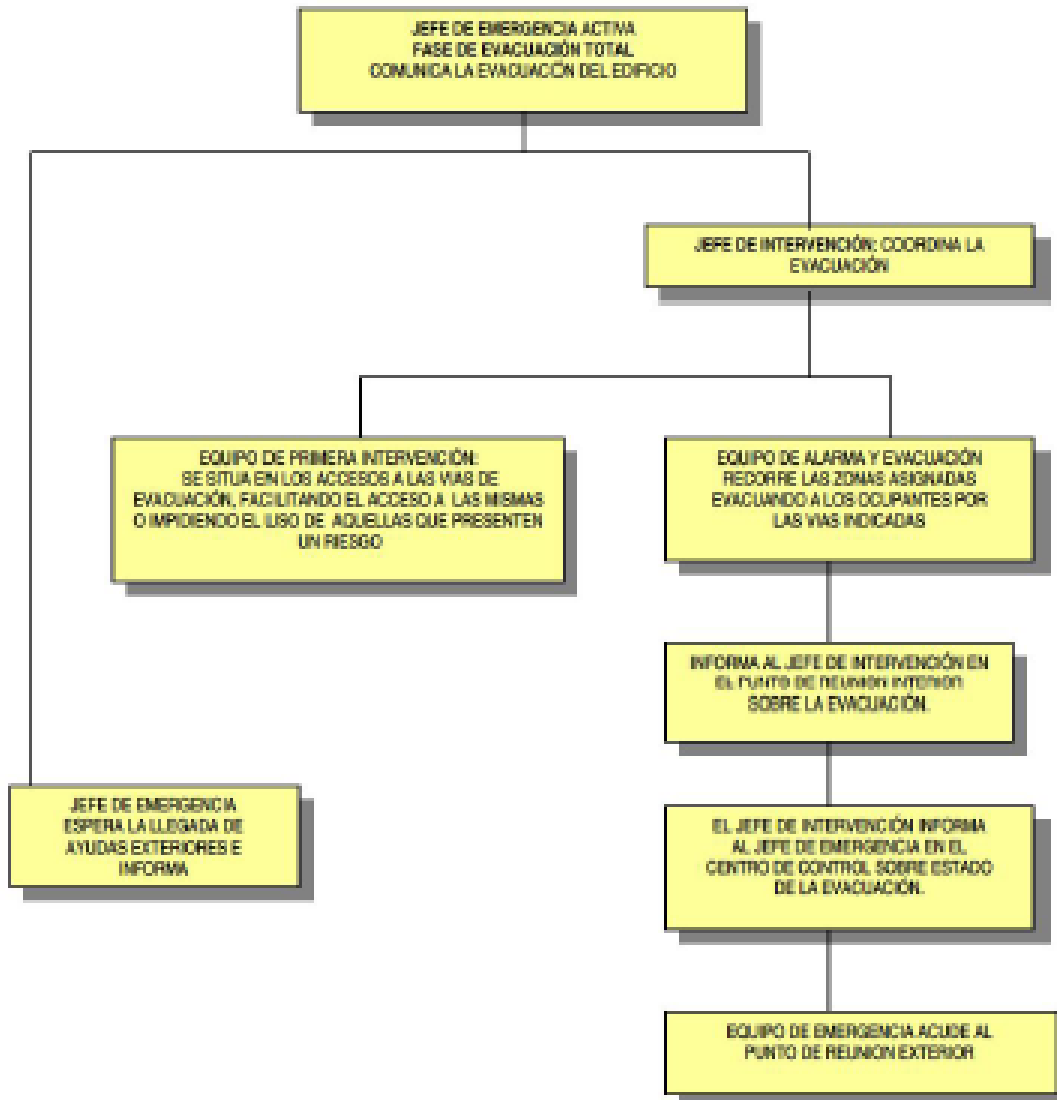 JEFE DE EMERGENCIA ACTIVA
FASE DE EVACUACIÓN TOTAL
COMUNICA LA EVACUACIÓN DEL EDIFICIO
JEFE DE INTERVENCIÓN: COORDINA LA
EVACUACIÓN
EQUIPO DE PRIMERA INTERVENCIÓN:
SE SITUA EN LOS ACCESOS A LAS VIAS DE
EVACUACIÓN, FACILITANDO EL ACCESO A LAS MISMAS
O IMPIDIENDO EL USO DE AQUELLAS QUE PRESENTEN
UN RIESGO
EQUIPO DE ALARMA Y EVACUACIÓN
RECORRE LAS ZONAS ASIGNADAS
EVACUANDO A LOS OCUPANTES POR
LAS VIAS INDICADAS
INFORMA AL JEFE DE INTERVENCIÓN EN
EL PUNTO DE REUNION INTERIOR
SOBRE LA EVACUACIÓN.
JEFE DE EMERGENCIA
ESPERA LA LLEGADA DE
AYUDAS EXTERIORES E
INFORMA
EL JEFE DE INTERVENCIÓN INFORMA
AL JEFE DE EMERGENCIA EN EL
CENTRO DE CONTROL SOBRE ESTADO
DE LA EVACUACIÓN.
EQUIPO DE EMERGENCIA ACUDE AL
PUNTO DE REUNION EXTERIOR